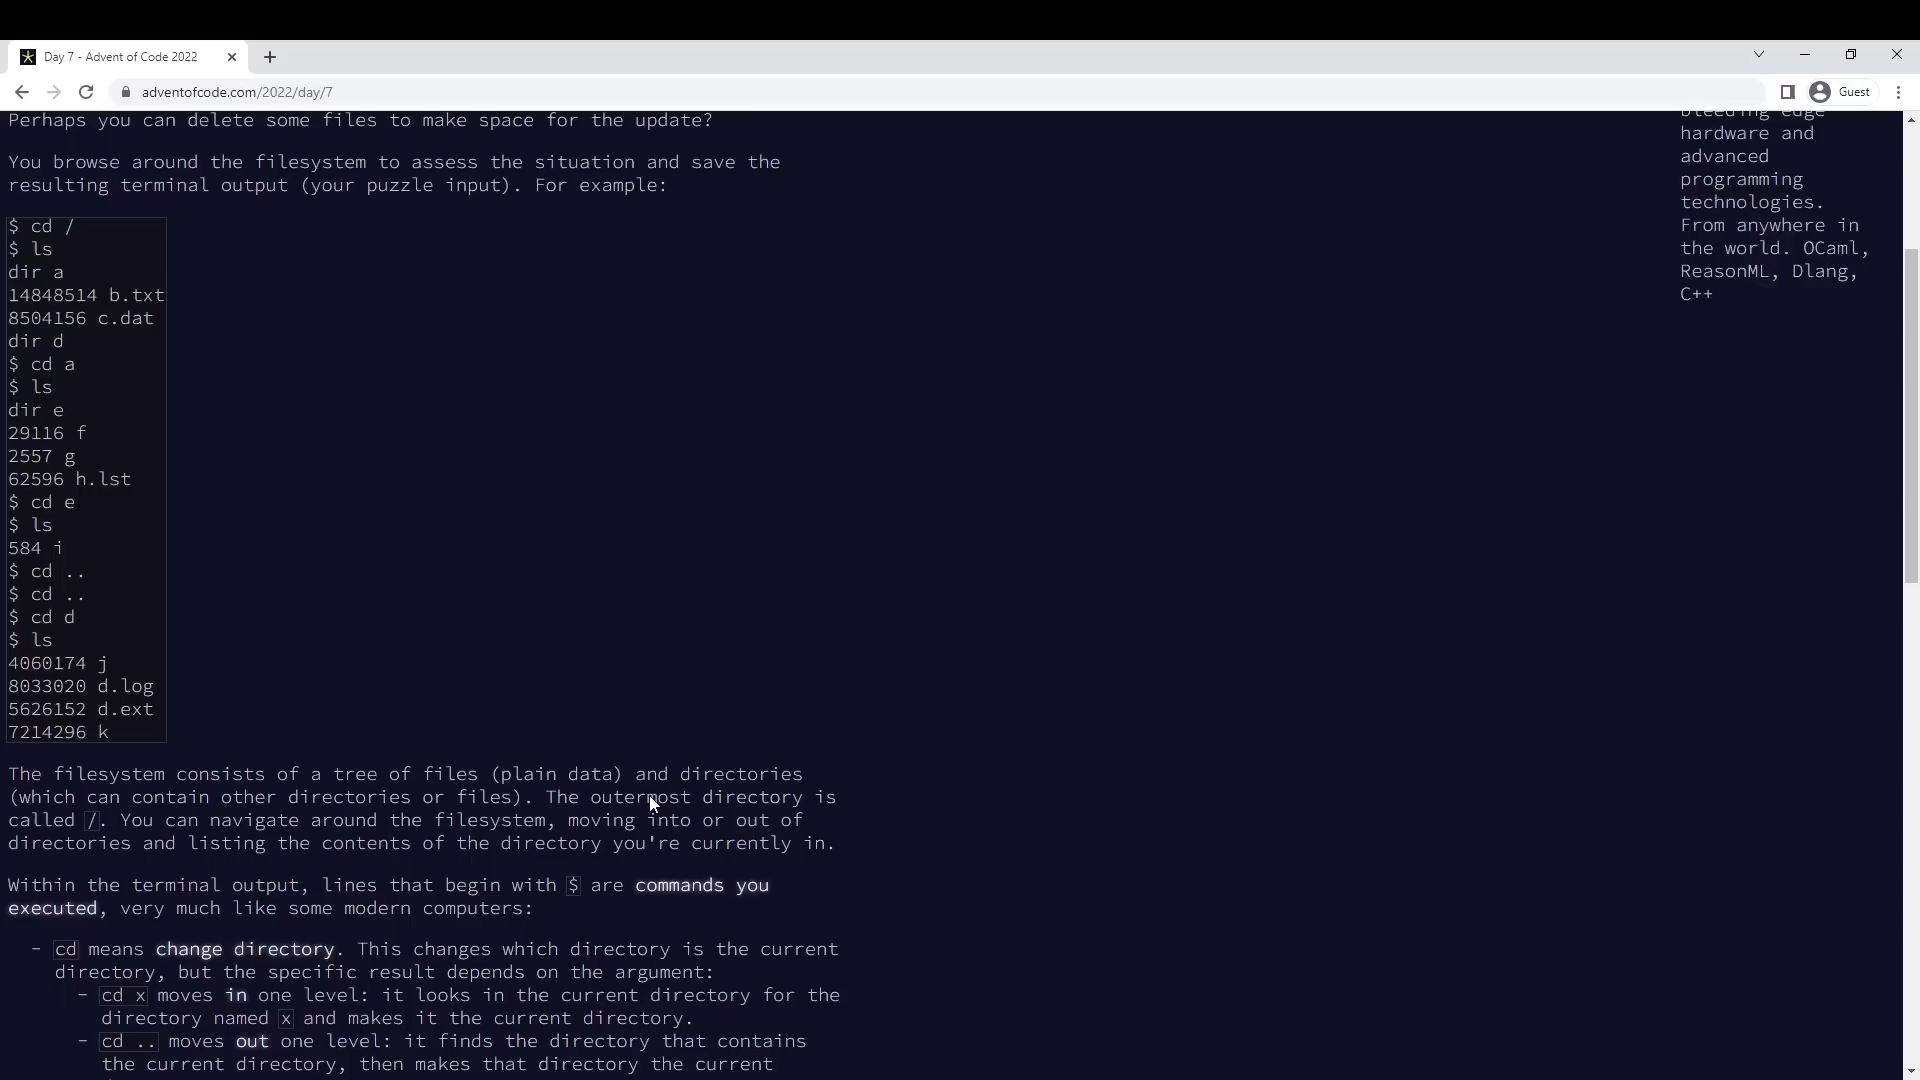 Day 7 - Advent of Code 2022
adventofcode.com/2022/day/7
Guest
Perhaps you can delete some files to make space for the update?
You browse around the filesystem to assess the situation and save the
resulting terminal output (your puzzle input). For example:
$ cd /
$ ls
dir a
14848514 b.txt
8504156 c.dat
dir d
$ cd a
$ ls
dir e
29116 f
2557 g
62596 h.lst
$ cd e
$ ls
584 i
$ cd ..
$ cd ..
$ cd d
$ ls
4060174 j
8033020 d.log
5626152 d.ext
7214296 k
The filesystem consists of a tree of files (plain data) and directories
(which can contain other directories or files). The outermost directory is
called /. You can navigate around the filesystem, moving into or out of
directories and listing the contents of the directory you're currently in.
Within the terminal output, lines that begin with $ are commands you
executed, very much like some modern computers:
- cd means change directory. This changes which directory is the current
directory, but the specific result depends on the argument:
- cd x moves in one level: it looks in the current directory for the
directory named x and makes it the current directory.
- cd .. moves out one level: it finds the directory that contains
the current directory, then makes that directory the current
bleeding edge
hardware and
advanced
programming
technologies.
From anywhere in
the world. OCaml,
ReasonML, Dlang,
C++